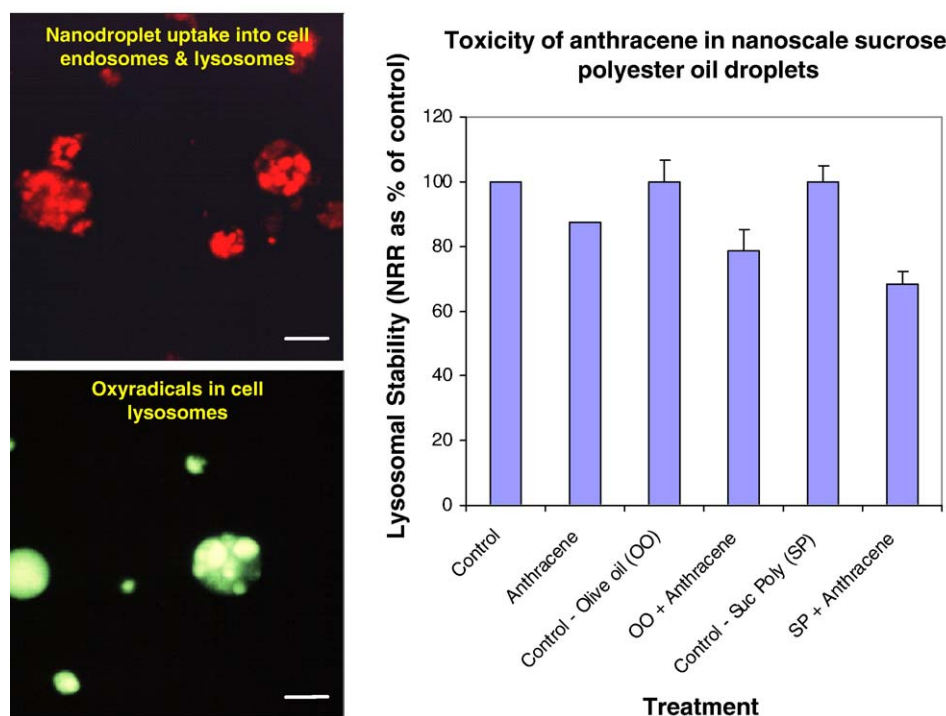 Nanodroplet uptake into cell
endosomes & lysosomes
Oxyradicals in cell
lysosomes
Toxicity of anthracene in nanoscale sucrose
polyester oil droplets
Lysosomal Stability (NRR as % of control)
120
100
80
60
40
20
0
Control
Anthracene
Control - Olive oil (OO)
OO + Anthracene
Control - Suc Poly (SP)
SP + Anthracene
Treatment